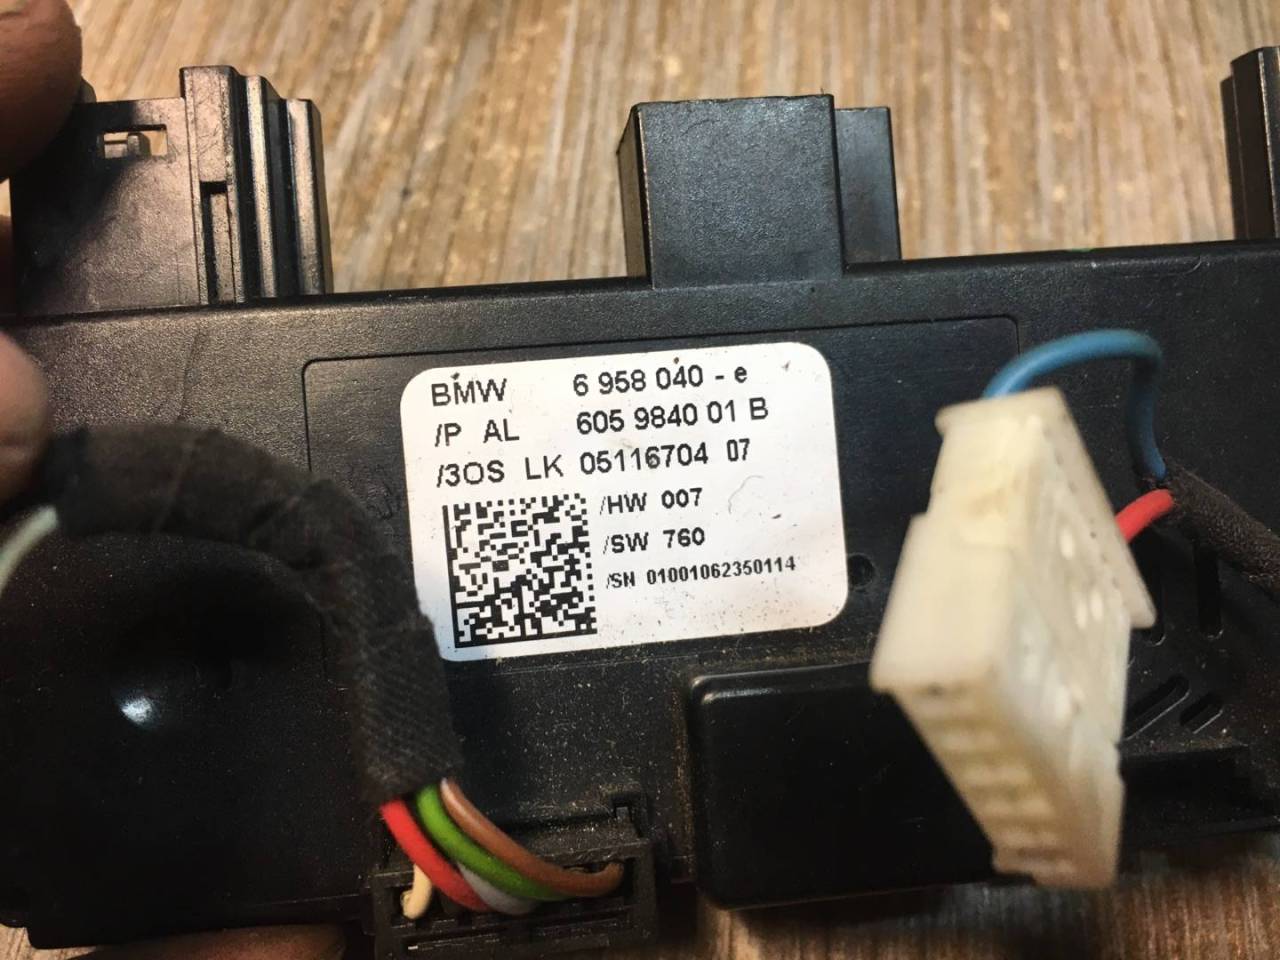 BMW 6 958 040 - e
/P AL 605 9840 01 B
/3OS LK 05116704 07
/HW 007
/SW 760
/SN 01001062350114